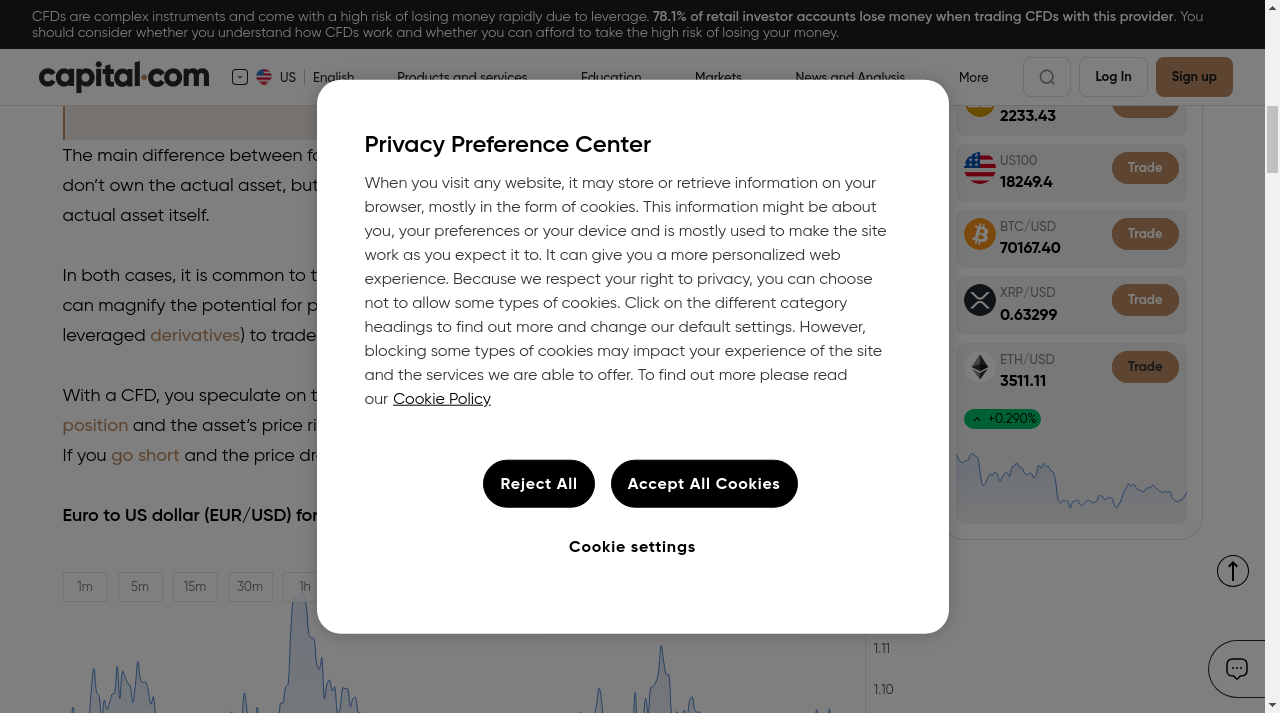 CFDs are complex instruments and come with a high risk of losing money rapidly due to leverage. 78.1% of retail investor accounts lose money when trading CFDs with this provider. You
should consider whether you understand how CFDs work and whether you can afford to take the high risk of losing your money.
capital.com
US
English
Products and services
Education
Markets
News and Analysis
More
Log In
Sign up
The main difference between fo
don't own the actual asset, but
actual asset itself.
In both cases, it is common to t
can magnify the potential for p
leveraged derivatives) to trade
With a CFD, you speculate on t
position and the asset's price ri
If you go short and the price dr
Euro to US dollar (EUR/USD) for
1m
5m
15m
30m
1h
Privacy Preference Center
When you visit any website, it may store or retrieve information on your
browser, mostly in the form of cookies. This information might be about
you, your preferences or your device and is mostly used to make the site
work as you expect it to. It can give you a more personalized web
experience. Because we respect your right to privacy, you can choose
not to allow some types of cookies. Click on the different category
headings to find out more and change our default settings. However,
blocking some types of cookies may impact your experience of the site
and the services we are able to offer. To find out more please read
our Cookie Policy
Reject All
Accept All Cookies
Cookie settings
2233.43
US100
18249.4
Trade
BTC/USD
70167.40
Trade
XRP/USD
0.63299
Trade
ETH/USD
3511.11
Trade
+0.290%
1.11
1.10